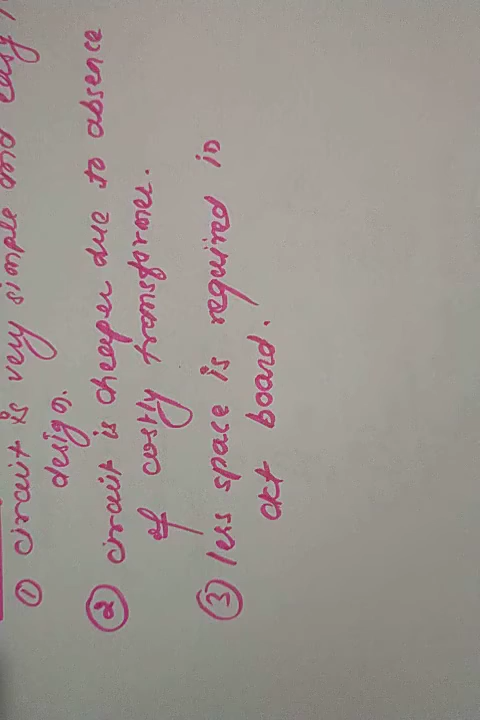 ① circuit is very simple and easy
design.
② circuit is cheaper due to absence
of costly transformer.
③ less space is required in
ckt board.